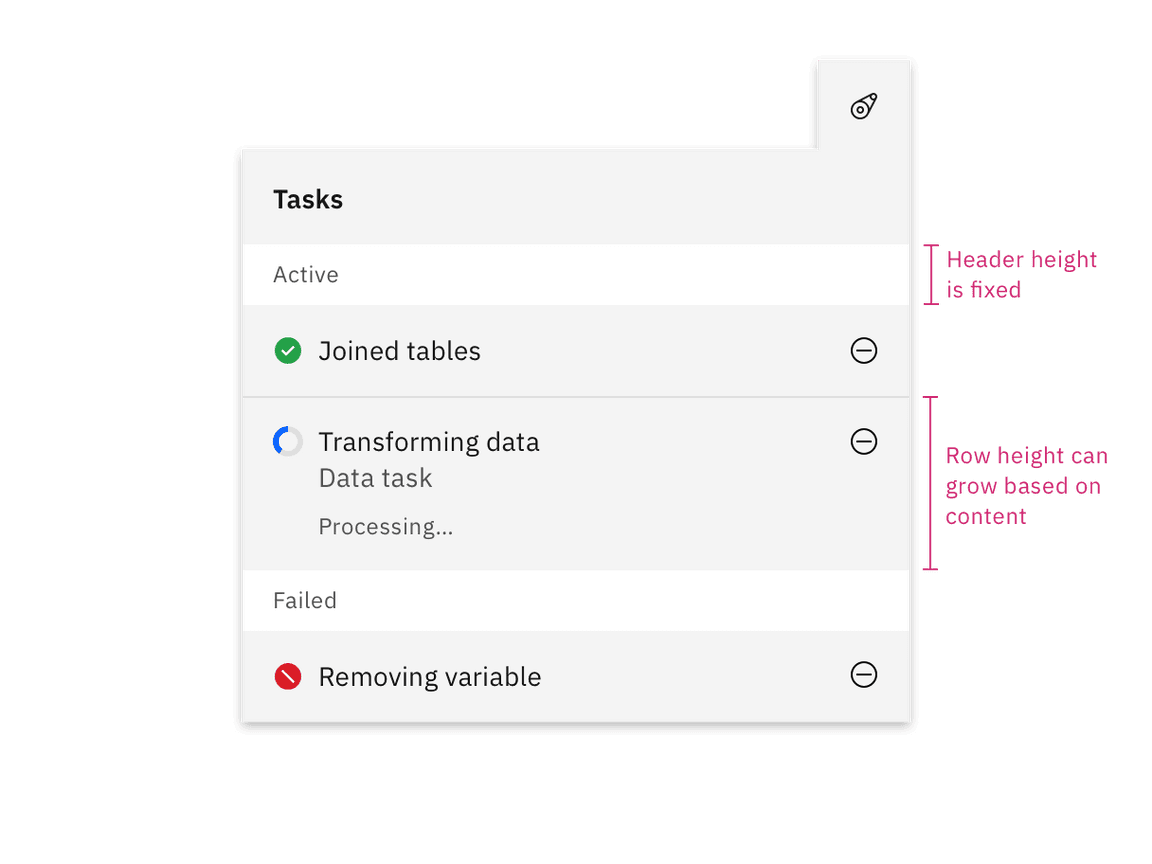 Tasks
Active
Header height
is fixed
Joined tables
Transforming data
Data task
Processing...
Row height can
grow based on
content
Failed
Removing variable